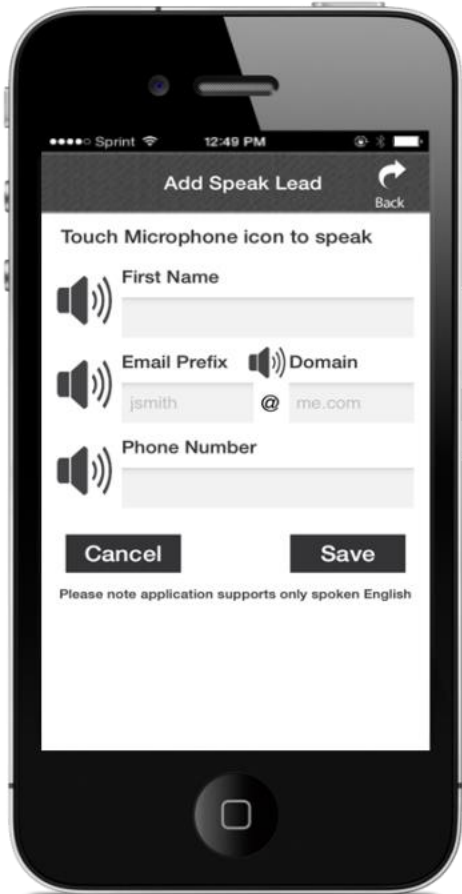 Sprint 12:49 PM
Add Speak Lead
Back
Touch Microphone icon to speak
First Name
Email Prefix Domain
jsmith @ me.com
Phone Number
Cancel Save
Please note application supports only spoken English